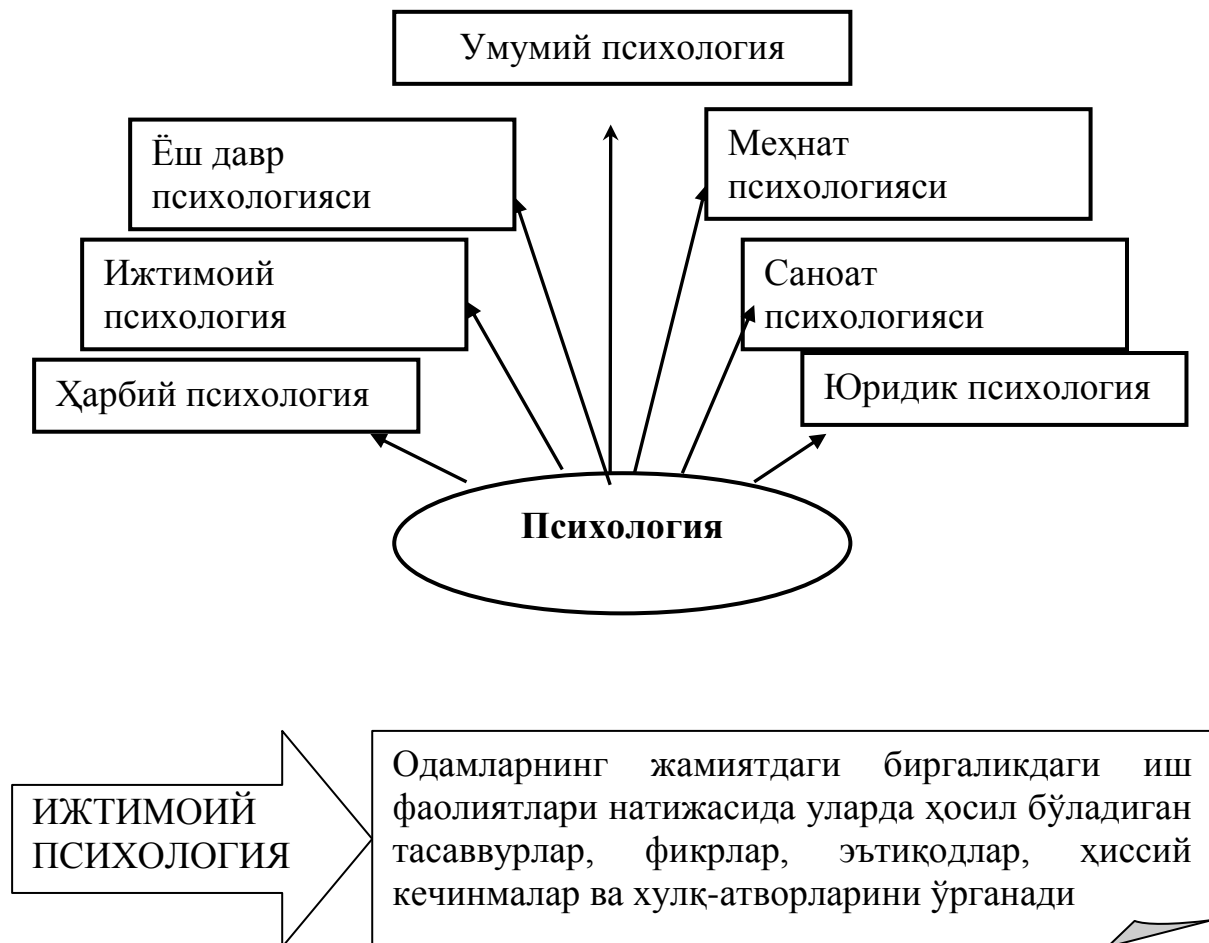 Умумий психология
Ёш давр
психологияси
Меҳнат
психологияси
Ижтимоий
психология
Саноат
психологияси
Ҳарбий психология
Юридик психология
Психология
ИЖТИМОИЙ
ПСИХОЛОГИЯ
Одамларнинг жамиятдаги биргаликдаги иш
фаолиятлари натижасида уларда ҳосил бўладиган
тасаввурлар, фикрлар, эътиқодлар, ҳиссий
кечинмалар ва хулқ-атворларини ўрганади